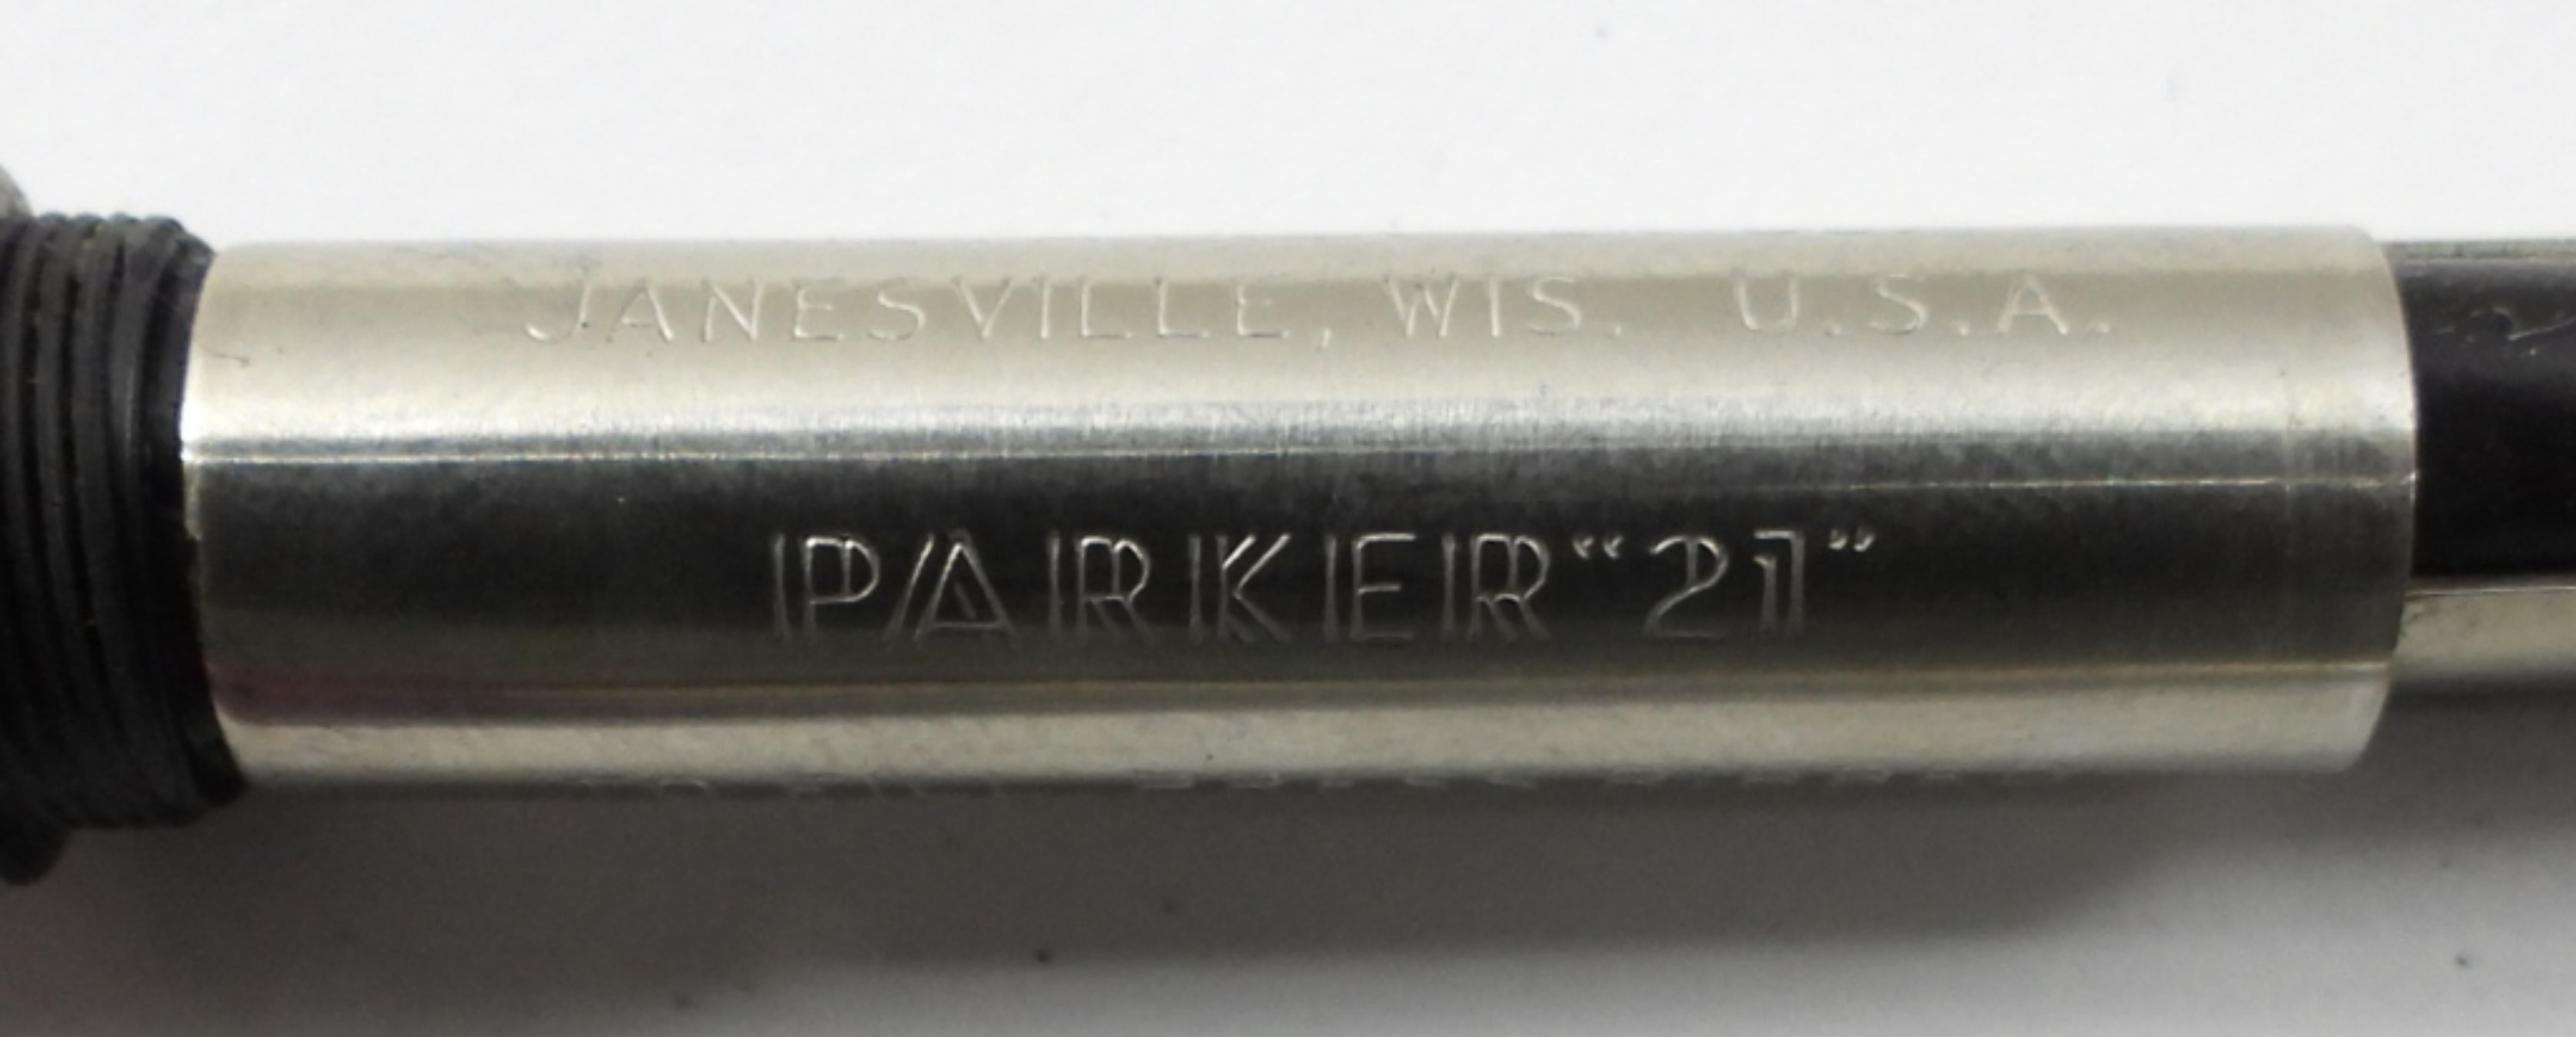 JANESVILLE, WIS. U.S.A.
PARKER “21”